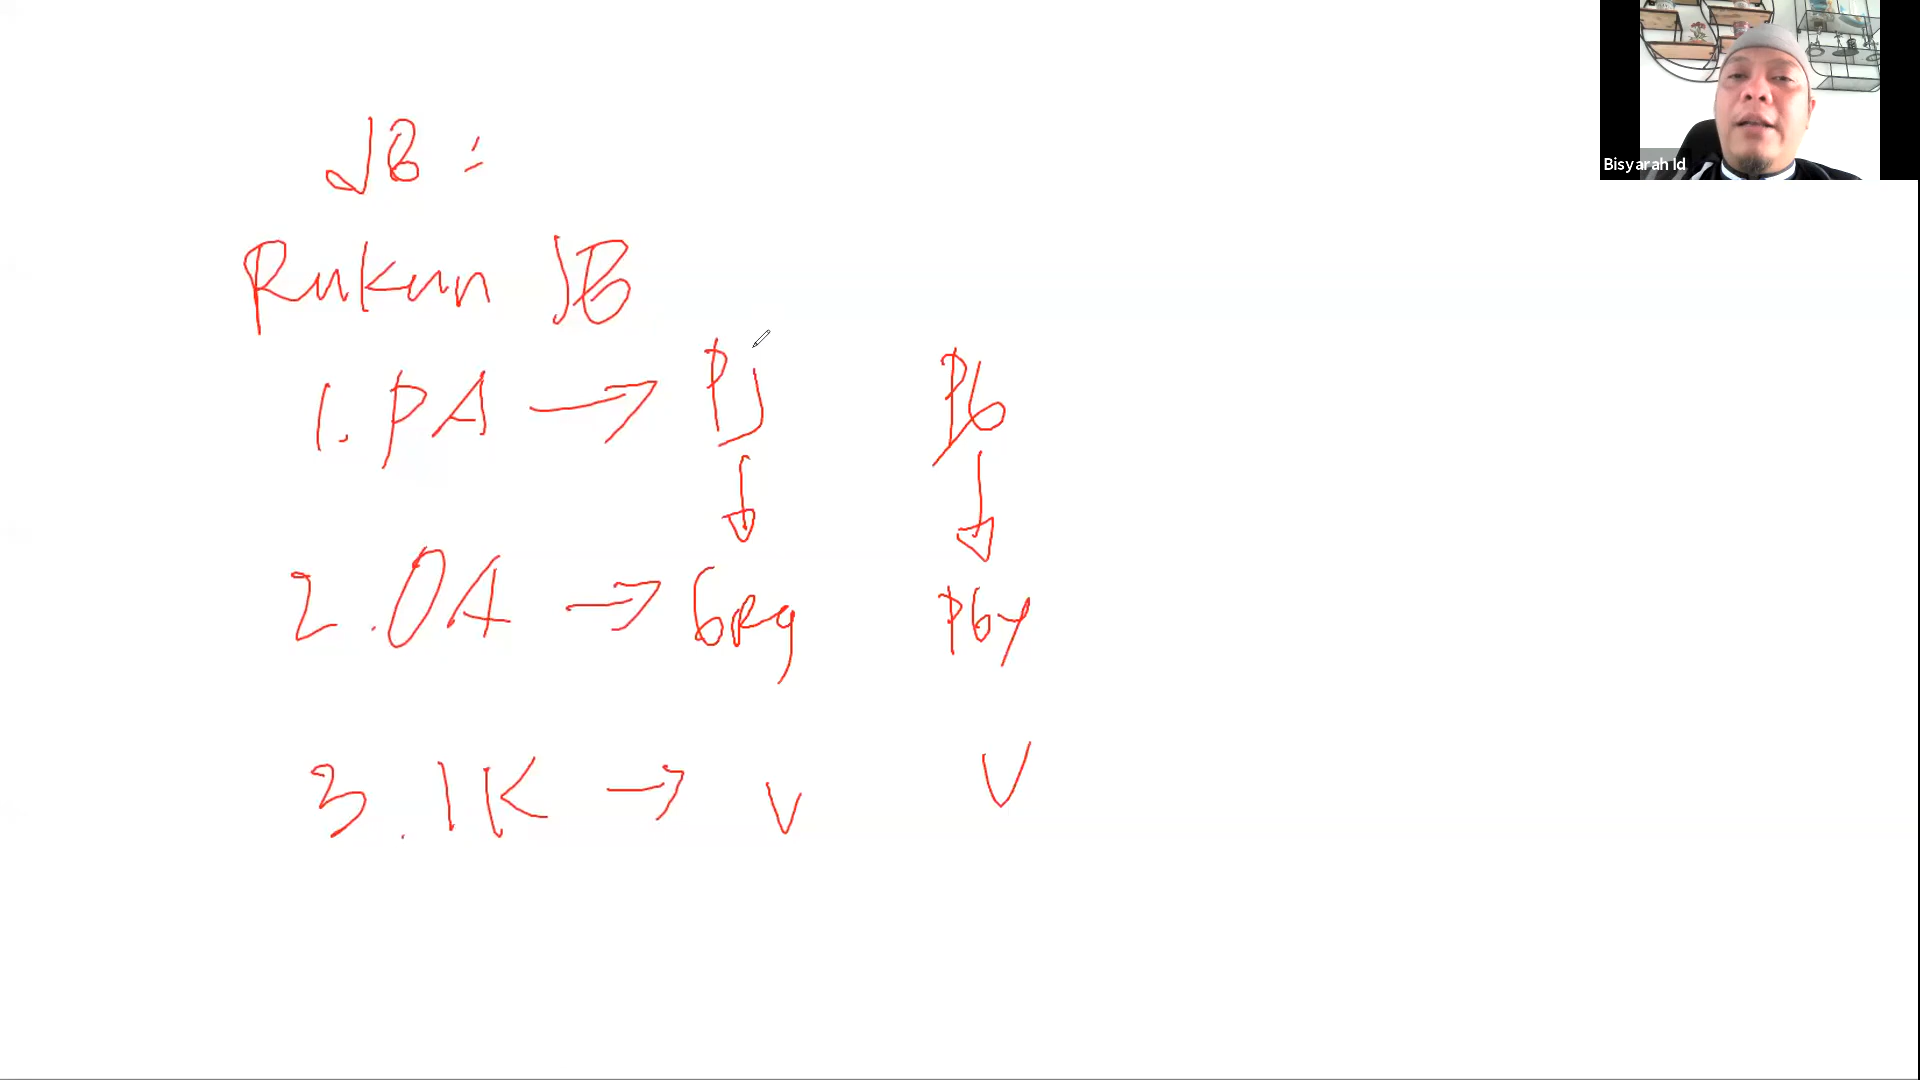 JB :
Bisyarah Id
Rukun JB
1. PA → Pj Pb
2. OA → brg Pby
3. IK → v v